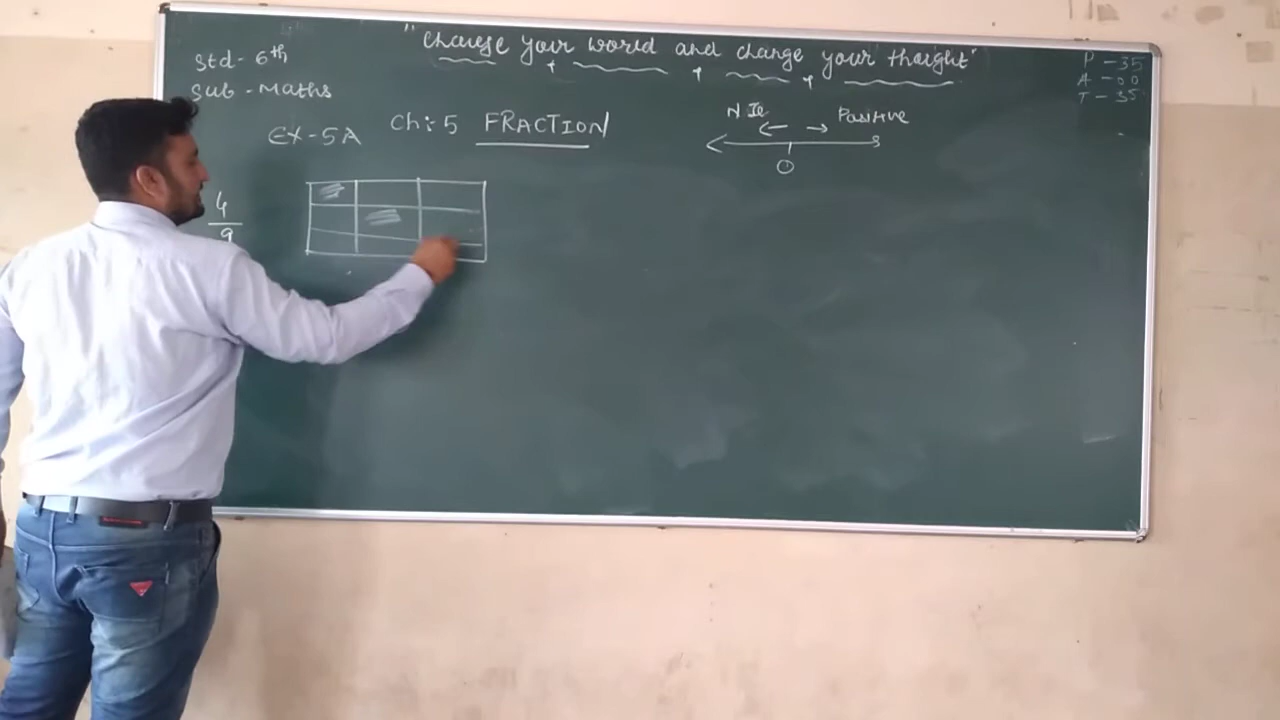 "Change your world and change your thought"
Std- 6th
Sub - Maths
P - 35
A - 00
T - 35
Ex-5A
Ch:5 FRACTION
Positive
0
4
9